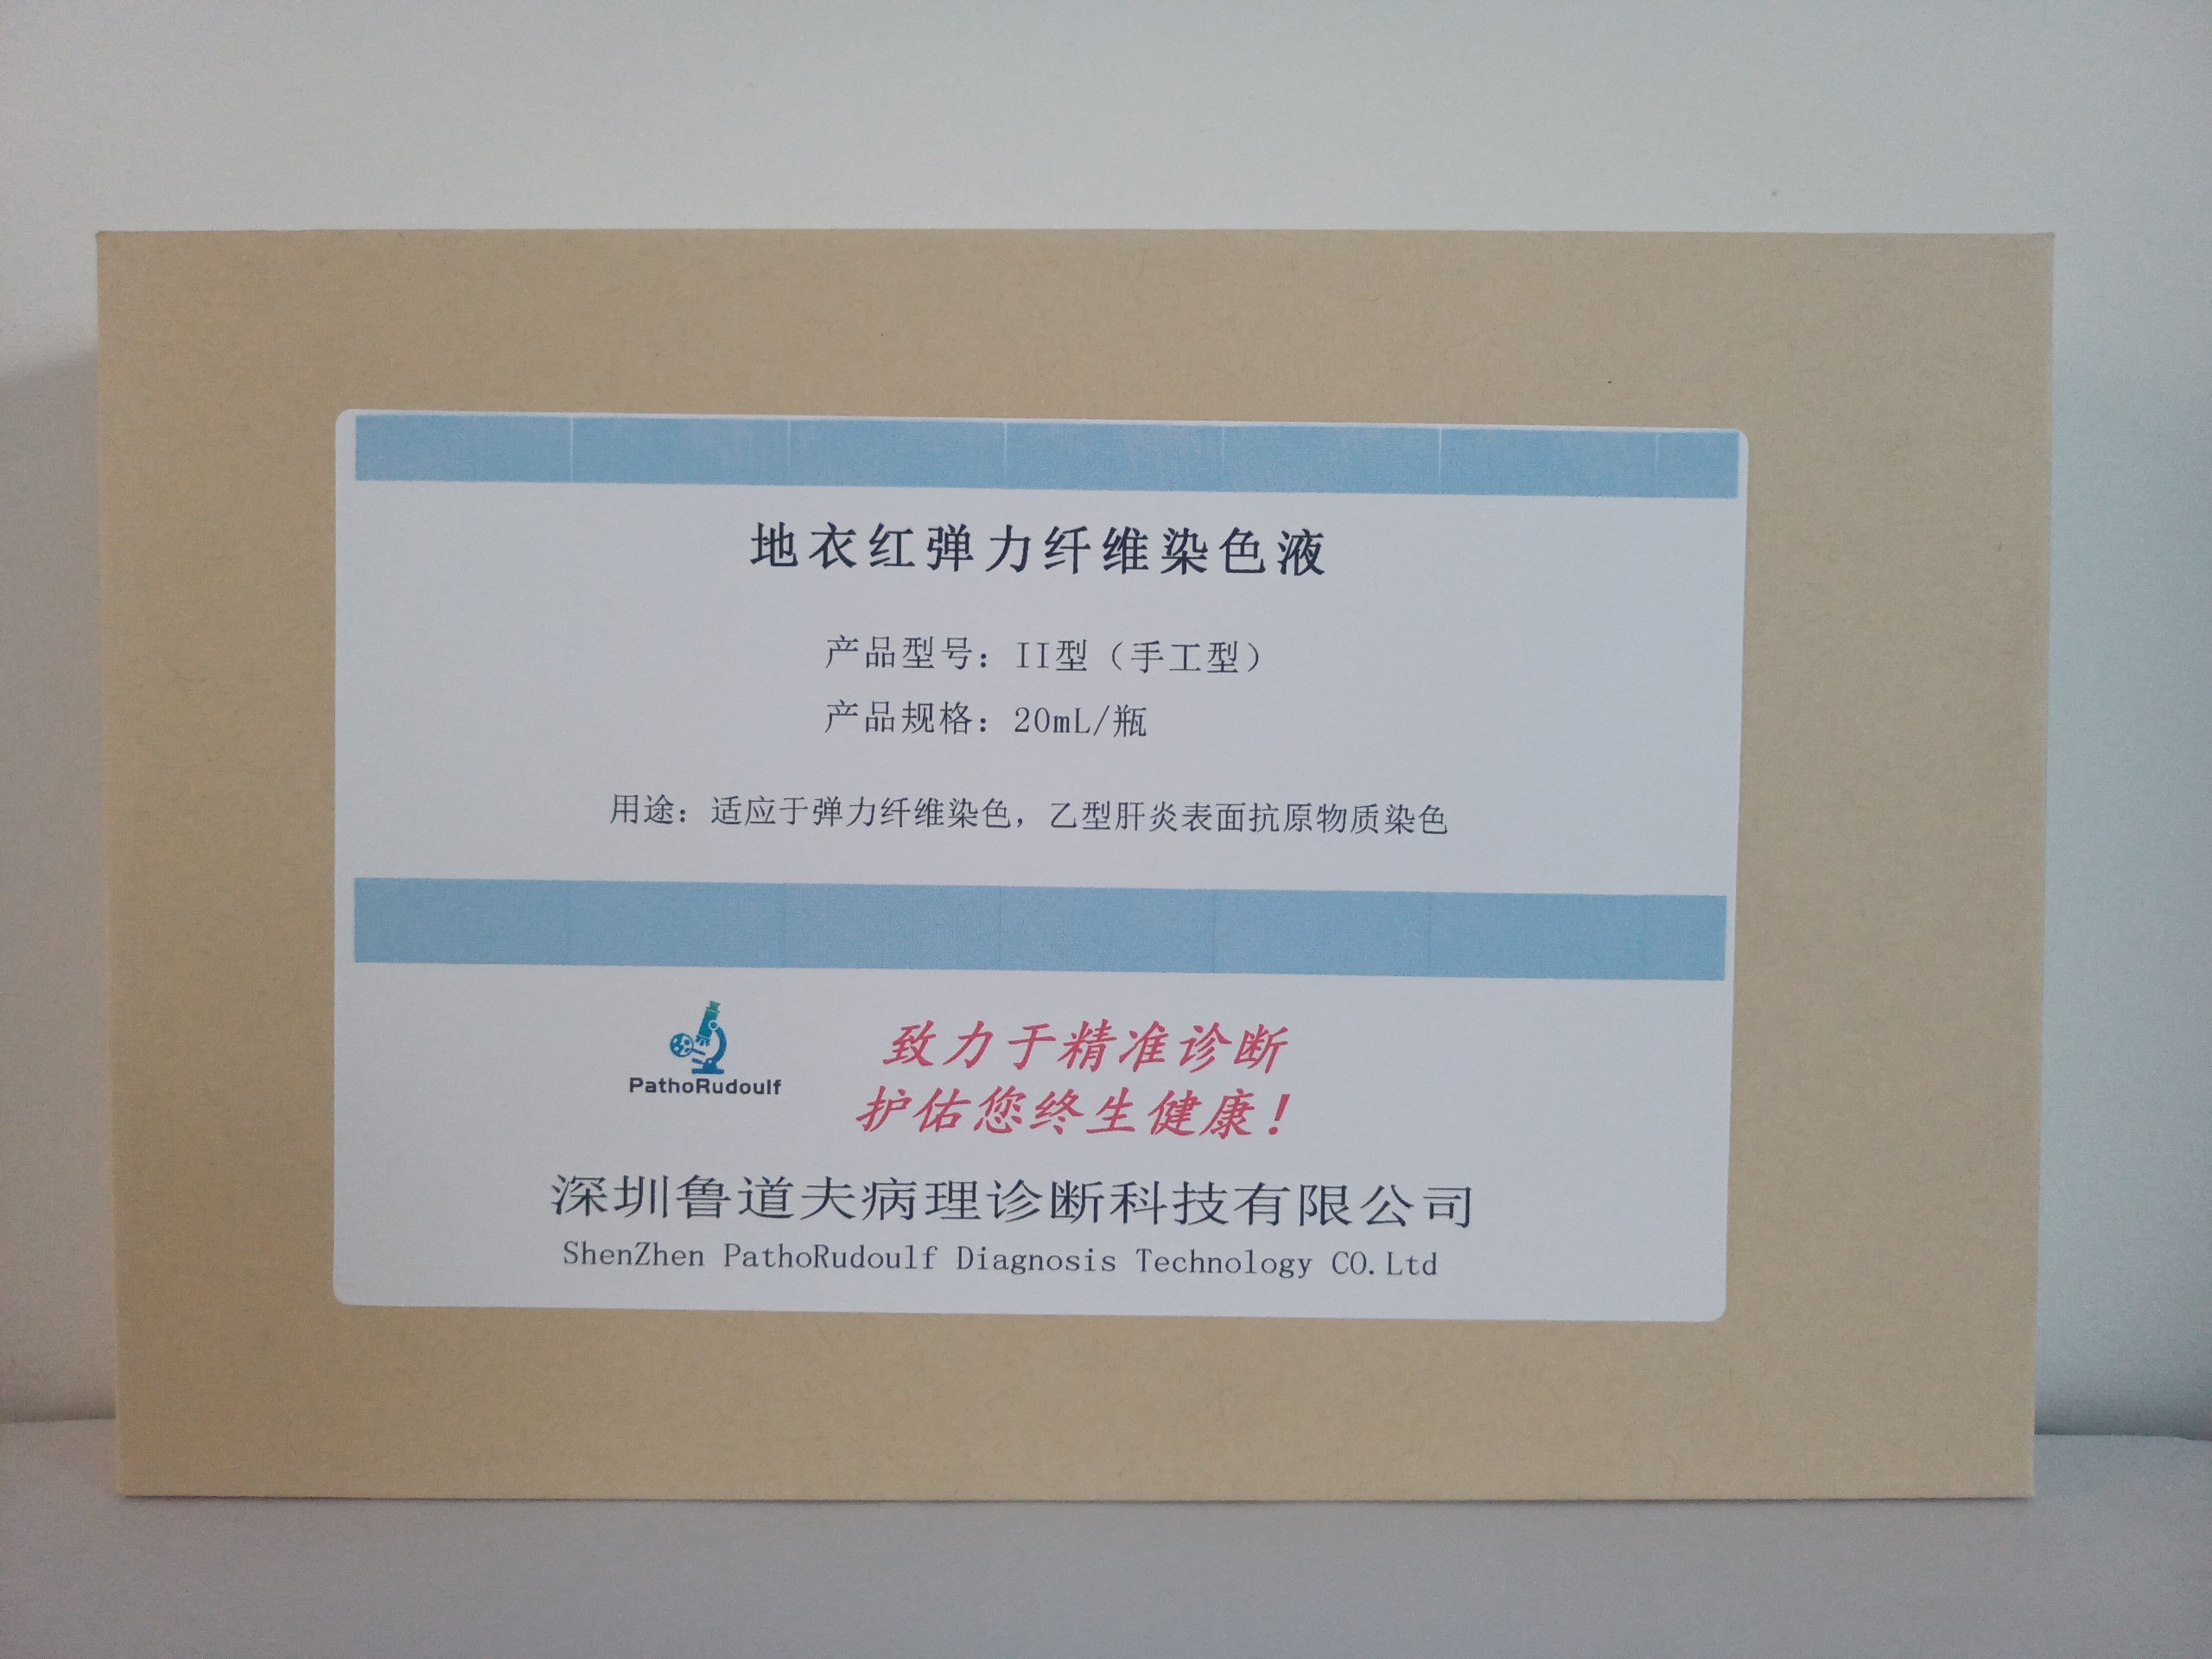 地衣红弹力纤维染色液
产品型号：II型（手工型）
产品规格：20mL/瓶
用途：适应于弹力纤维染色，乙型肝炎表面抗原物质染色
PathoRudoulf
致力于精准诊断
护佑您终生健康！
深圳鲁道夫病理诊断科技有限公司
ShenZhen PathoRudoulf Diagnosis Technology CO.Ltd